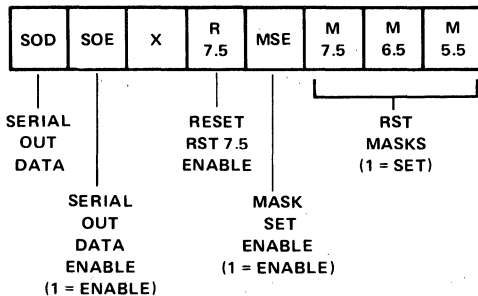 SOD SOE X R 7.5 MSE M 7.5 M 6.5 M 5.5
SERIAL
OUT
DATA
SERIAL
OUT
DATA
ENABLE
(1 = ENABLE)
RESET
RST 7.5
ENABLE
MASK
SET
ENABLE
(1 = ENABLE)
RST
MASKS
(1 = SET)